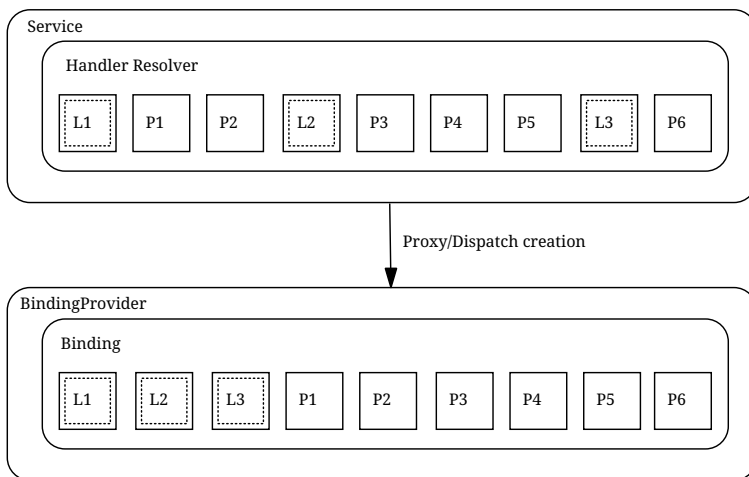 Service
Handler Resolver
L1 P1 P2 L2 P3 P4 P5 L3 P6
Proxy/Dispatch creation
BindingProvider
Binding
L1 L2 L3 P1 P2 P3 P4 P5 P6